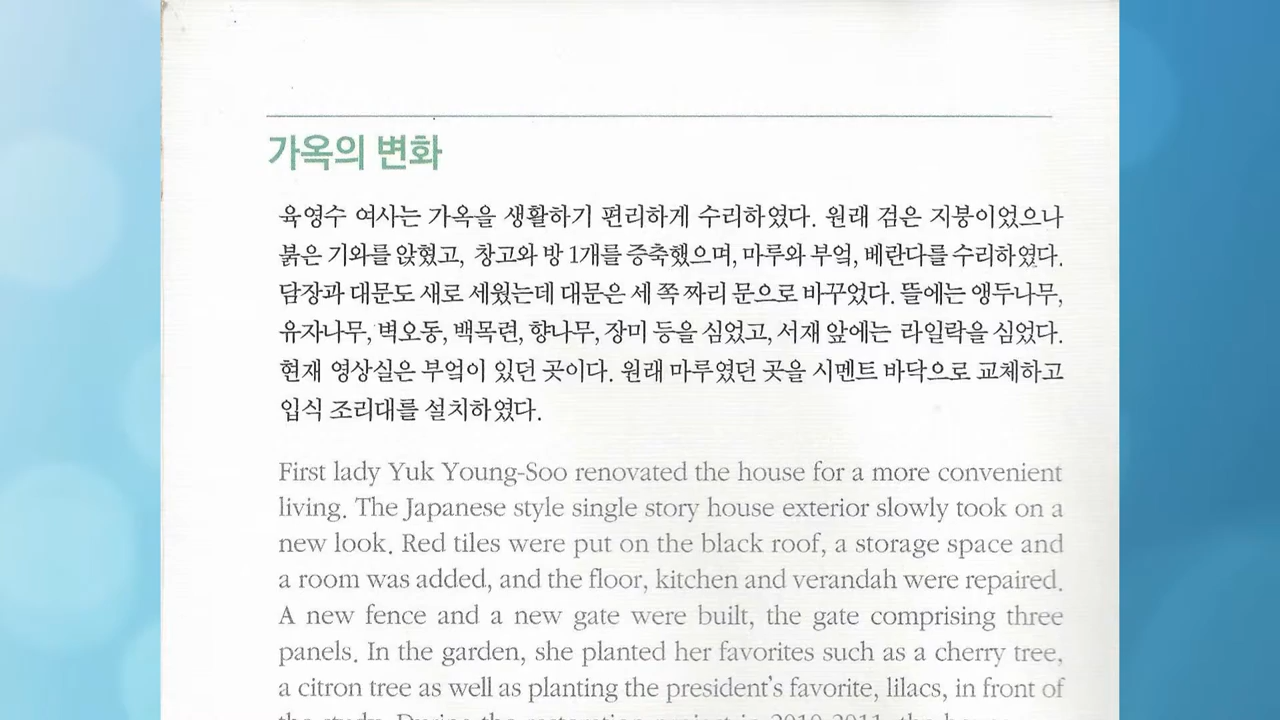 가옥의 변화
육영수 여사는 가옥을 생활하기 편리하게 수리하였다. 원래 검은 지붕이었으나
붉은 기와를 앉혔고, 창고와 방 1개를 증축했으며, 마루와 부엌, 베란다를 수리하였다.
담장과 대문도 새로 세웠는데 대문은 세 쪽 짜리 문으로 바꾸었다. 뜰에는 앵두나무,
유자나무, 벽오동, 백목련, 향나무, 장미 등을 심었고, 서재 앞에는 라일락을 심었다.
현재 영상실은 부엌이 있던 곳이다. 원래 마루였던 곳을 시멘트 바닥으로 교체하고
입식 조리대를 설치하였다.
First lady Yuk Young-Soo renovated the house for a more convenient
living. The Japanese style single story house exterior slowly took on a
new look. Red tiles were put on the black roof, a storage space and
a room was added, and the floor, kitchen and verandah were repaired.
A new fence and a new gate were built, the gate comprising three
panels. In the garden, she planted her favorites such as a cherry tree,
a citron tree as well as planting the president's favorite, lilacs, in front of
the study. During the restoration project in 2010-2011, the